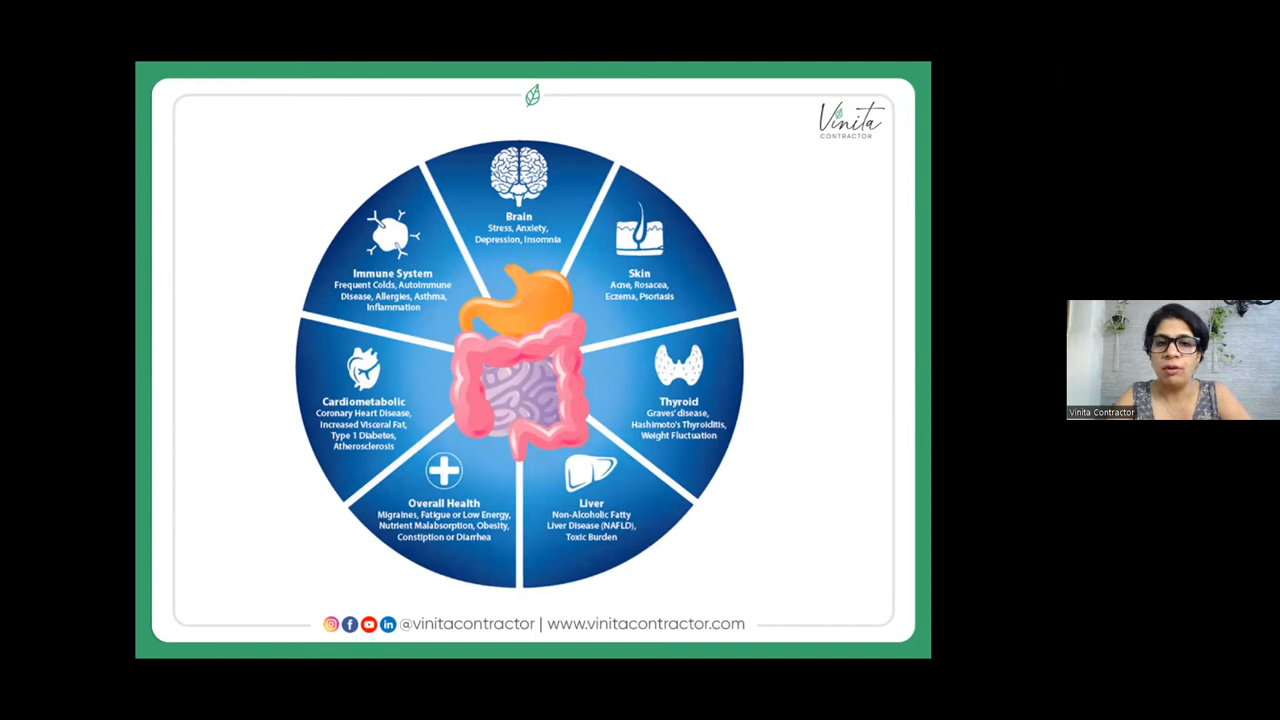 Vinita
CONTRACTOR
Brain
Stress, Anxiety,
Depression, Insomnia
Skin
Acne, Rosacea,
Eczema, Psoriasis
Immune System
Frequent Colds, Autoimmune
Disease, Allergies, Asthma,
Inflammation
Cardiometabolic
Coronary Heart Disease,
Increased Visceral Fat,
Type 1 Diabetes,
Atherosclerosis
Thyroid
Graves' disease,
Hashimoto's Thyroiditis,
Weight Fluctuation
Overall Health
Migraines, Fatigue or Low Energy,
Nutrient Malabsorption, Obesity,
Constiption or Diarrhea
Liver
Non-Alcoholic Fatty
Liver Disease (NAFLD),
Toxic Burden
@vinitacontractor | www.vinitacontractor.com
Vinita Contractor